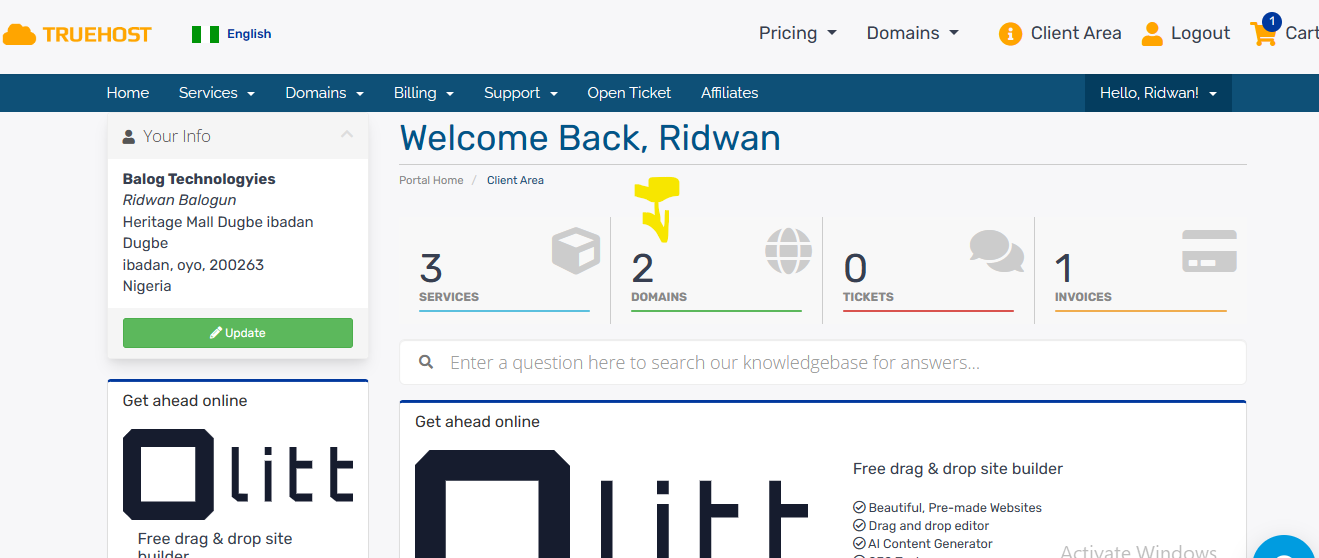 TRUEHOST
English
Pricing
Domains
Client Area
Logout
1
Cart
Home
Services
Domains
Billing
Support
Open Ticket
Affiliates
Hello, Ridwan!
Your Info
Balog Technologyies
Ridwan Balogun
Heritage Mall Dugbe ibadan
Dugbe
ibadan, oyo, 200263
Nigeria
Update
Get ahead online
Olitt
Free drag & drop site
builder
Welcome Back, Ridwan
Portal Home / Client Area
3
SERVICES
2
DOMAINS
0
TICKETS
1
INVOICES
Enter a question here to search our knowledgebase for answers...
Get ahead online
Olitt
Free drag & drop site builder
Beautiful, Pre-made Websites
Drag and drop editor
AI Content Generator
Activate Windows